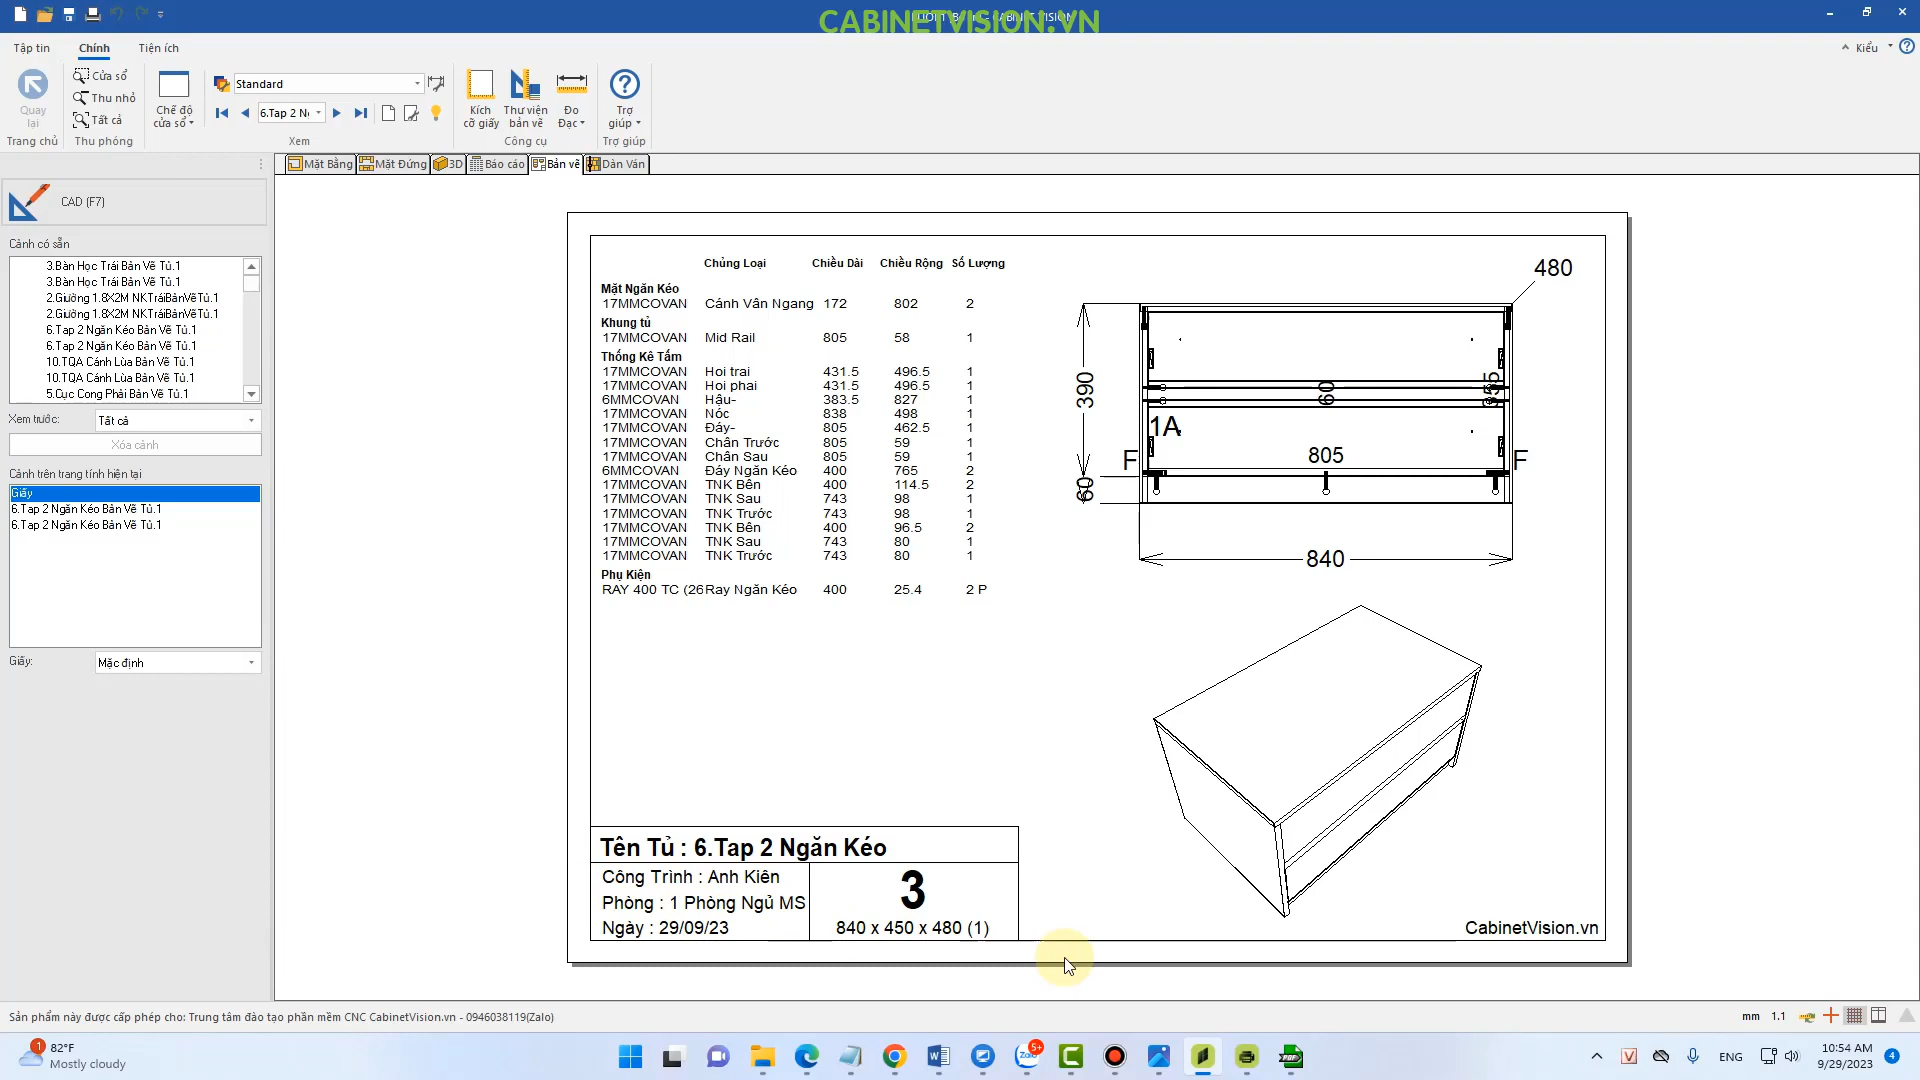 CABINETVISION.VN
Tập tin
Chính
Tiện ích
Kiểu
Quay lại
Trang chủ
Cửa sổ
Thu nhỏ
Tất cả
Thu phóng
Chế độ cửa sổ
Standard
6.Tap 2 N
Xem
Kích cỡ giấy
Thư viện bản vẽ
Đo Đạc
Công cụ
Trợ giúp
Trợ giúp
Mặt Bằng
Mặt Đứng
3D
Báo cáo
Bản vẽ
Dàn Ván
CAD (F7)
Cảnh có sẵn
3.Bàn Học Trái Bản Vẽ Tủ.1
3.Bàn Học Trái Bản Vẽ Tủ.1
2.Giường 1.8X2M NKTráiBảnVẽTủ.1
2.Giường 1.8X2M NKTráiBảnVẽTủ.1
6.Tap 2 Ngăn Kéo Bản Vẽ Tủ.1
6.Tap 2 Ngăn Kéo Bản Vẽ Tủ.1
10.TQA Cánh Lùa Bản Vẽ Tủ.1
10.TQA Cánh Lùa Bản Vẽ Tủ.1
5.Cục Cong Phải Bản Vẽ Tủ.1
Xem trước: Tất cả
Xóa cảnh
Cảnh trên trang tính hiện tại
Giấy
6.Tap 2 Ngăn Kéo Bản Vẽ Tủ.1
6.Tap 2 Ngăn Kéo Bản Vẽ Tủ.1
Giấy: Mặc định
Chủng Loại Chiều Dài Chiều Rộng Số Lượng
Mặt Ngăn Kéo
17MMCOVAN Cánh Vân Ngang 172 802 2
Khung tủ
17MMCOVAN Mid Rail 805 58 1
Thống Kê Tấm
17MMCOVAN Hoi trai 431.5 496.5 1
17MMCOVAN Hoi phai 431.5 496.5 1
6MMCOVAN Hậu- 383.5 827 1
17MMCOVAN Nóc 838 498 1
17MMCOVAN Đáy- 805 462.5 1
17MMCOVAN Chân Trước 805 59 1
17MMCOVAN Chân Sau 805 59 1
6MMCOVAN Đáy Ngăn Kéo 400 765 2
17MMCOVAN TNK Bên 400 114.5 2
17MMCOVAN TNK Sau 743 98 1
17MMCOVAN TNK Trước 743 98 1
17MMCOVAN TNK Bên 400 96.5 2
17MMCOVAN TNK Sau 743 80 1
17MMCOVAN TNK Trước 743 80 1
Phụ Kiện
RAY 400 TC (26 Ray Ngăn Kéo 400 25.4 2 P
480
390
60
1A
805
F
F
60
840
Tên Tủ : 6.Tap 2 Ngăn Kéo
Công Trình : Anh Kiên
Phòng : 1 Phòng Ngủ MS
Ngày : 29/09/23
3
840 x 450 x 480 (1)
CabinetVision.vn
Sản phẩm này được cấp phép cho: Trung tâm đào tạo phần mềm CNC CabinetVision.vn - 0946038119(Zalo)
mm 1.1
1
82°F
Mostly cloudy
5+
Zalo
PDF
ENG
10:54 AM
9/29/2023
4